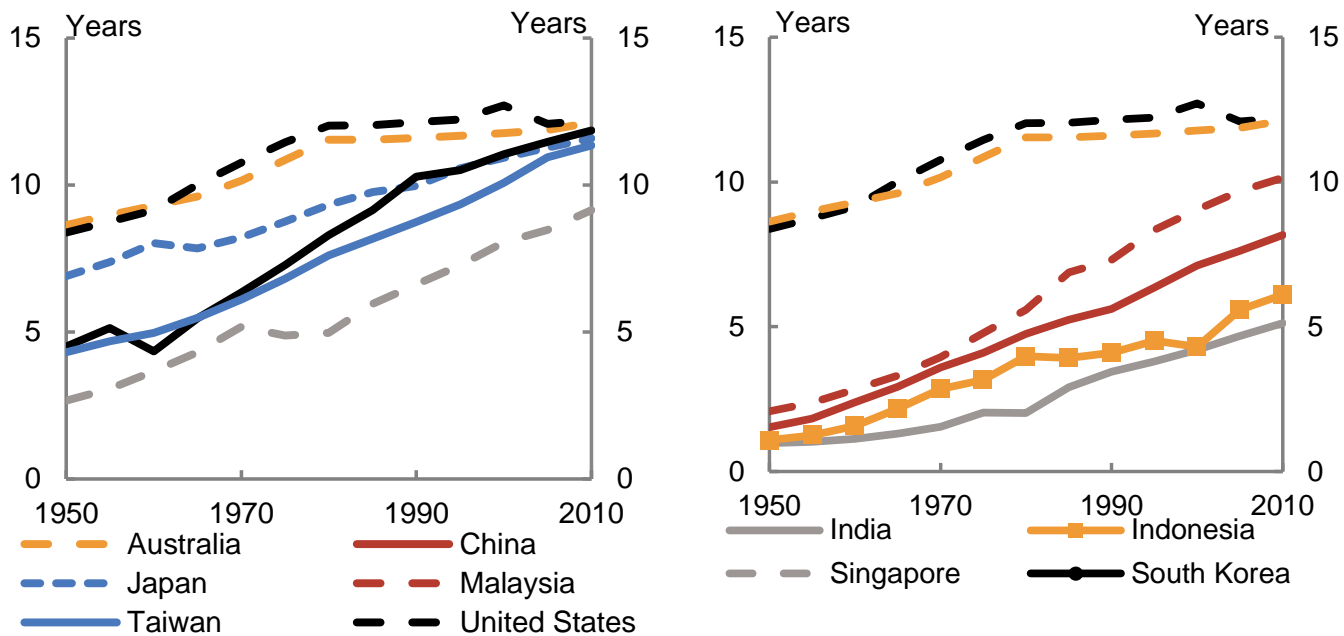 Years Years Years Years
15 15 15 15
10 10 10 10
5 5 5 5
0 0 0 0
1950 1970 1990 2010 1950 1970 1990 2010
Australia China India Indonesia
Japan Malaysia Singapore South Korea
Taiwan United States